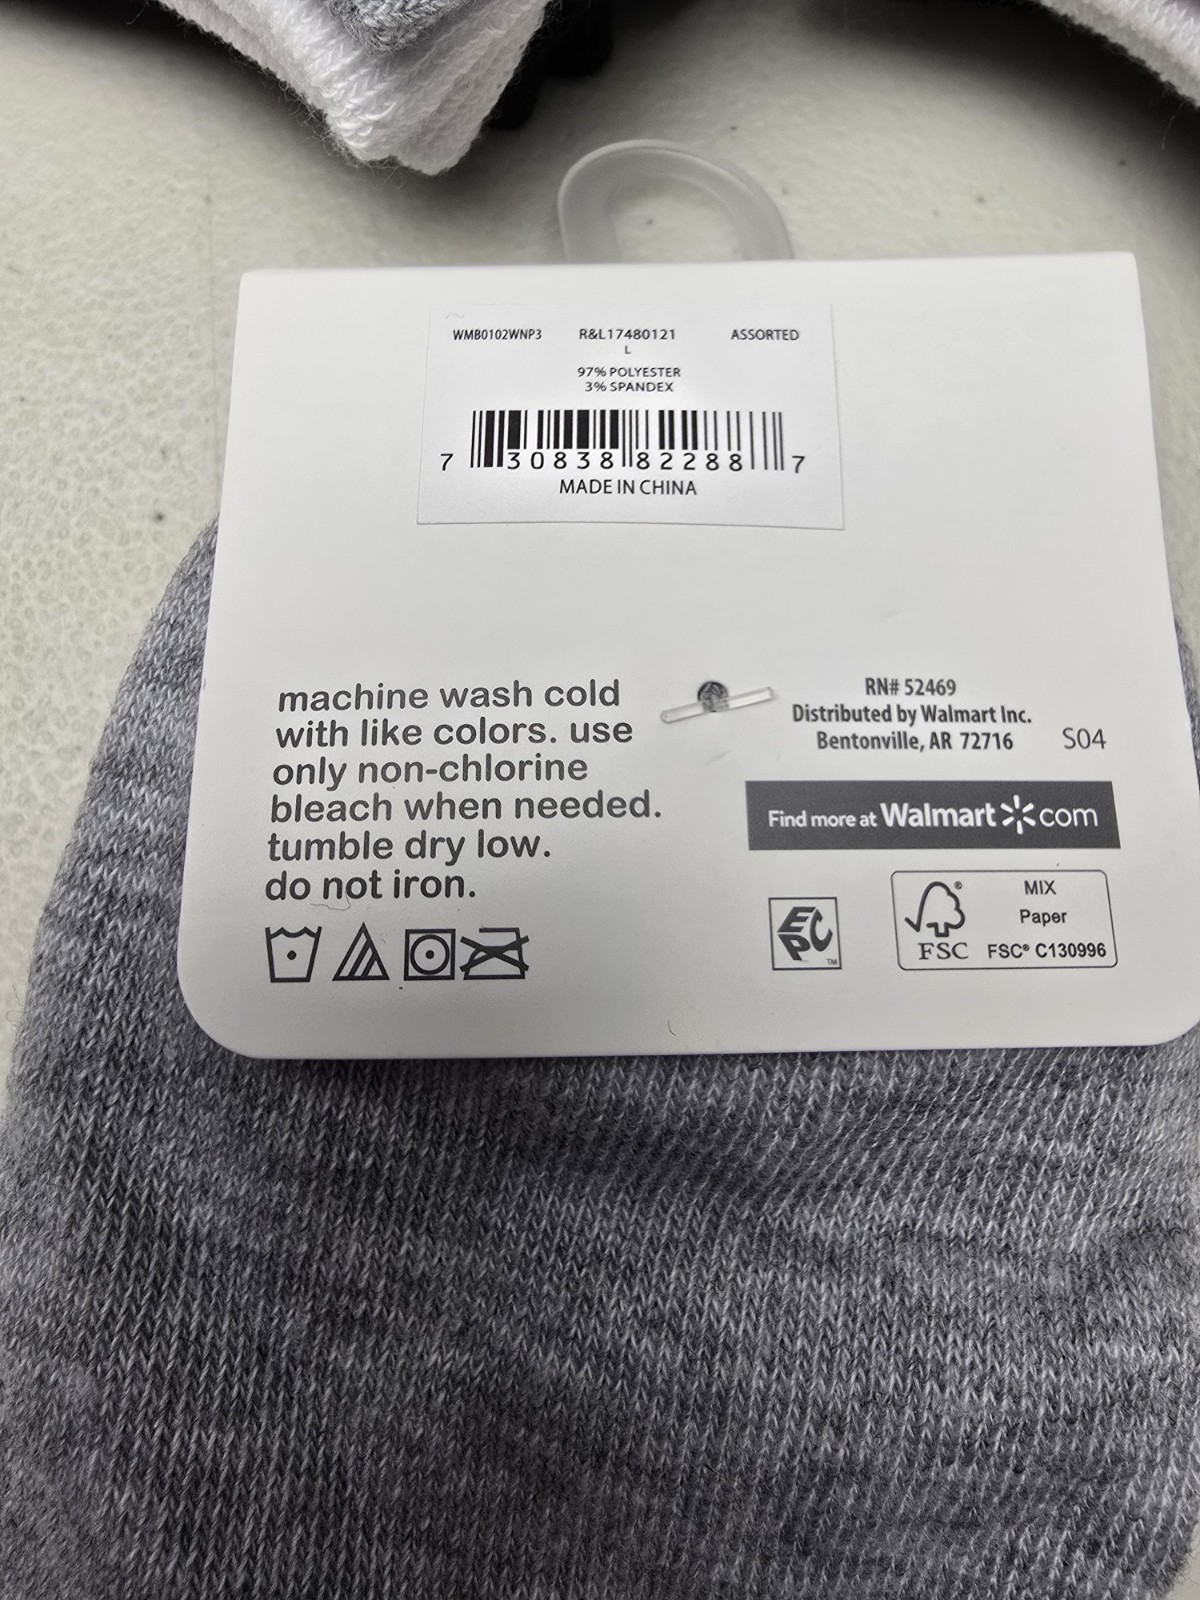 WMB0102WNP3 R&L17480121 ASSORTED
L
97% POLYESTER
3% SPANDEX
7 30838 82288 7
MADE IN CHINA
machine wash cold
with like colors. use
only non-chlorine
bleach when needed.
tumble dry low.
do not iron.
RN# 52469
Distributed by Walmart Inc.
Bentonville, AR 72716 S04
Find more at Walmart com
EPC TM
FSC ®
MIX
Paper
FSC® C130996